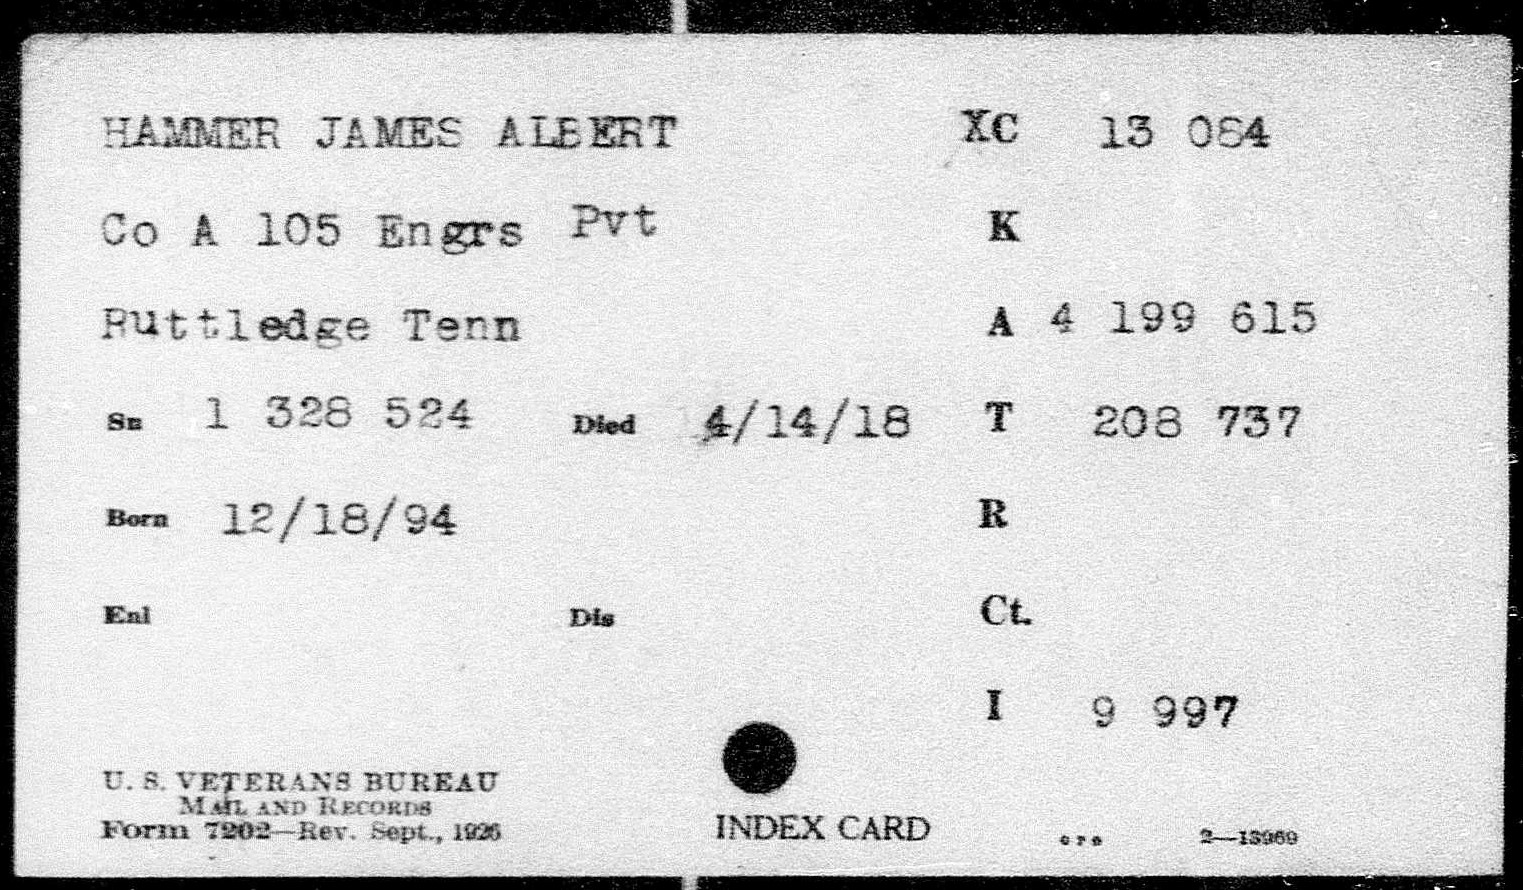 HAMMER JAMES ALBERT XC 13 084
Co A 105 Engrs Pvt K
Ruttledge Tenn A 4 199 615
Sn 1 328 524 Died 4/14/18 T 208 737
Born 12/18/94 R
Enl Dis Ct.
I 9 997
U. S. VETERANS BUREAU
MAIL AND RECORDS
Form 7202—Rev. Sept., 1926
INDEX CARD 2—13969